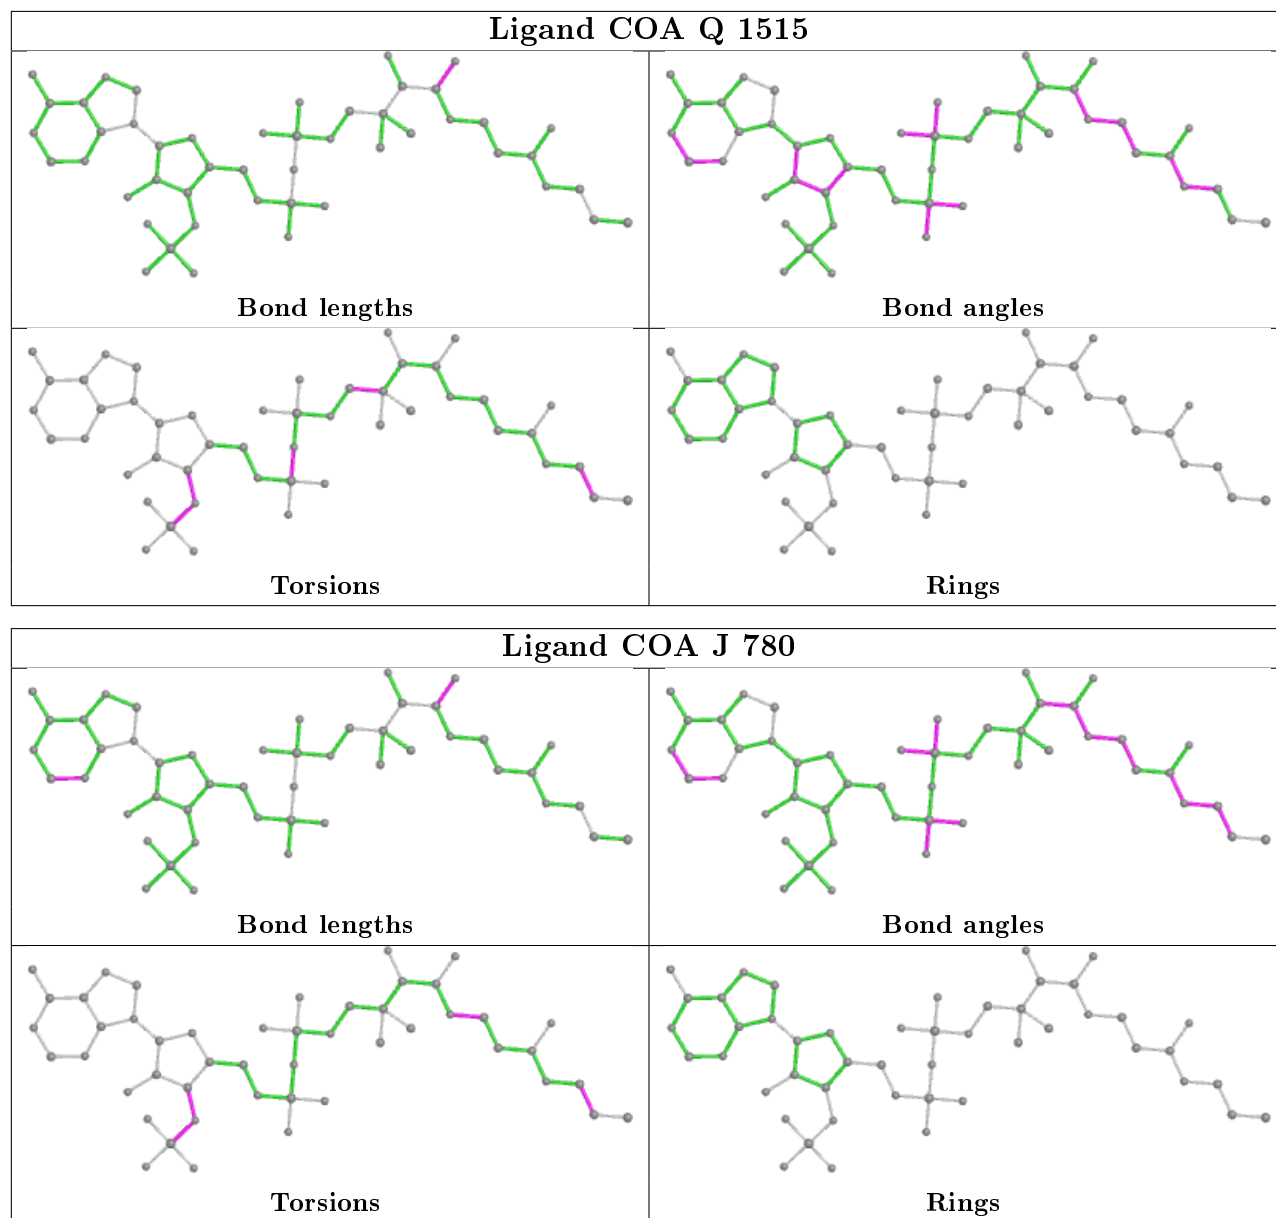 Ligand COA Q 1515
Bond lengths
Bond angles
Torsions
Rings
Ligand COA J 780
Bond lengths
Bond angles
Torsions
Rings